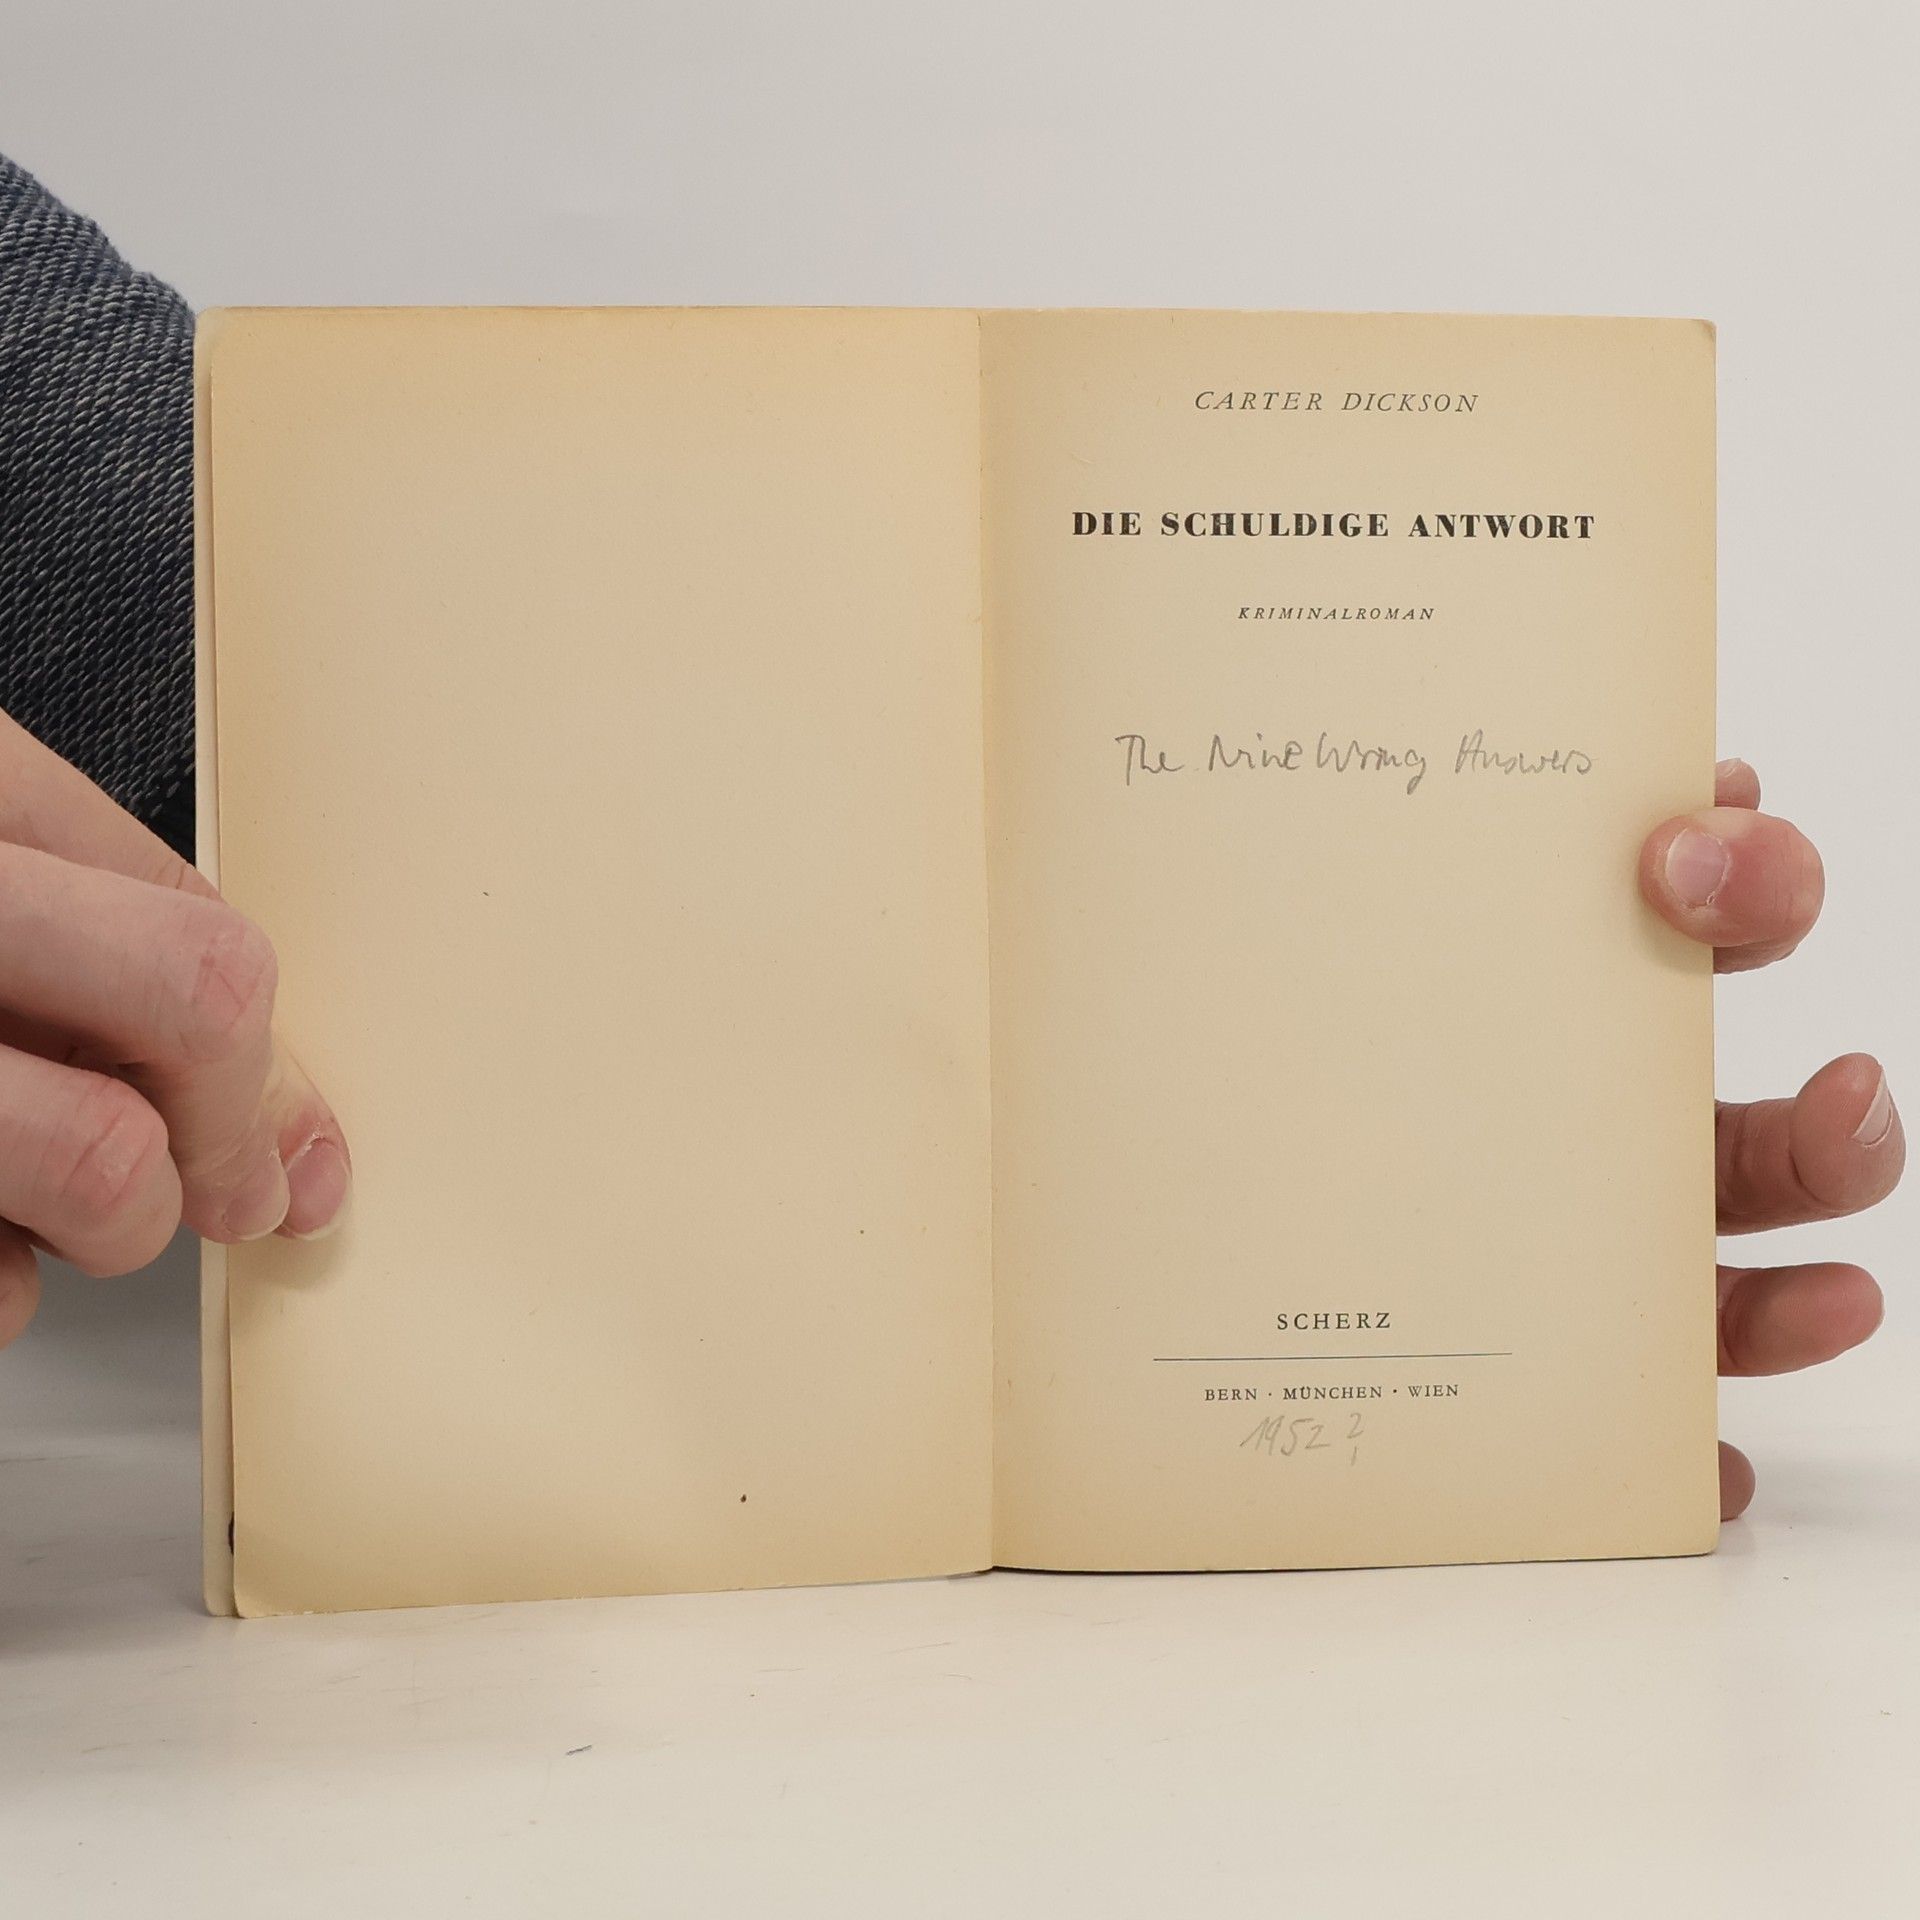 CARTER DICKSON
DIE SCHULDIGE ANTWORT
KRIMINALROMAN
The Nine Wrong Answers
SCHERZ
BERN · MÜNCHEN · WIEN
1952 ?